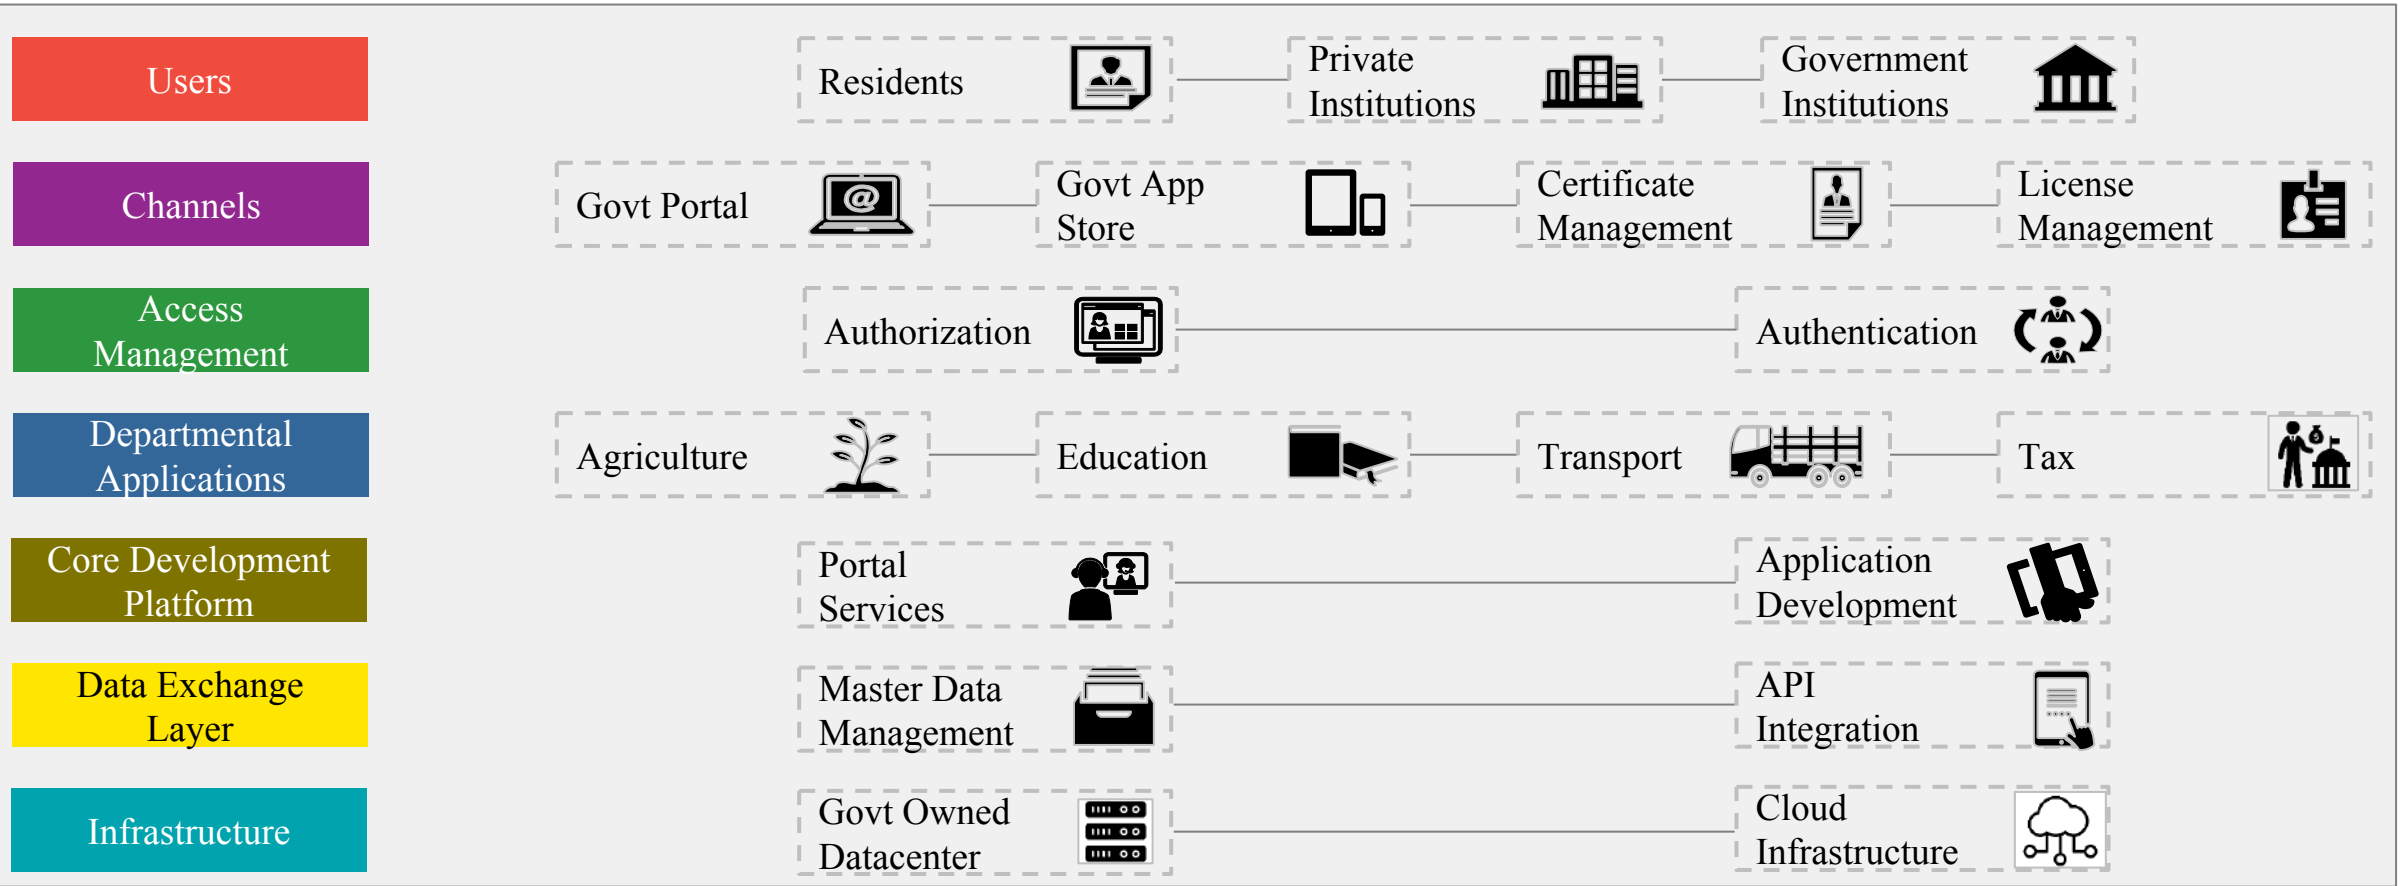 Users
Residents
Private
Institutions
Government
Institutions
Channels
Govt Portal
Govt App
Store
Certificate
Management
License
Management
Access
Management
Authorization
Authentication
Departmental
Applications
Agriculture
Education
Transport
Tax
Core Development
Platform
Portal
Services
Application
Development
Data Exchange
Layer
Master Data
Management
API
Integration
Infrastructure
Govt Owned
Datacenter
Cloud
Infrastructure